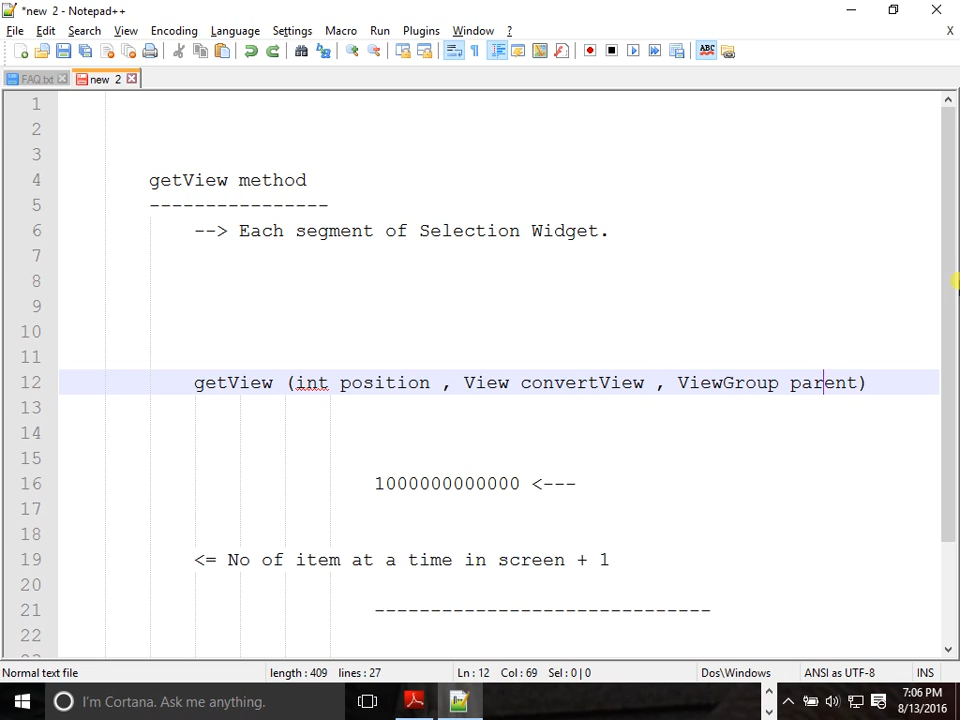 *new 2 - Notepad++
File Edit Search View Encoding Language Settings Macro Run Plugins Window ? X
ABC
FAQ.txt new 2
1
2
3
4 getView method
5 ----------------
6 --> Each segment of Selection Widget.
7
8
9
10
11
12 getView (int position , View convertView , ViewGroup parent)
13
14
15
16 1000000000000 <---
17
18
19 <= No of item at a time in screen + 1
20
21 ------------------------------
22
23
Normal text file length : 409 lines : 27 Ln : 12 Col : 69 Sel : 0 | 0 Dos\Windows ANSI as UTF-8 INS
I'm Cortana. Ask me anything. 7:06 PM
8/13/2016